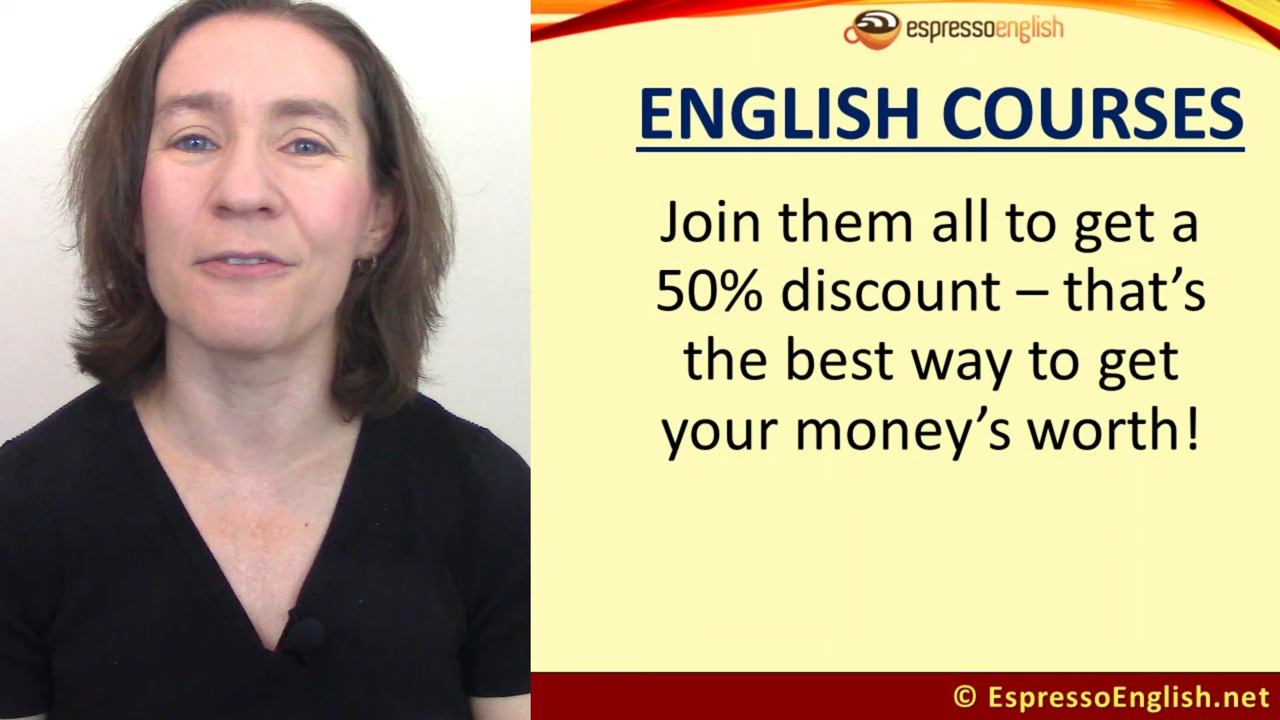 espressoenglish
ENGLISH COURSES
Join them all to get a
50% discount – that’s
the best way to get
your money’s worth!
© EspressoEnglish.net